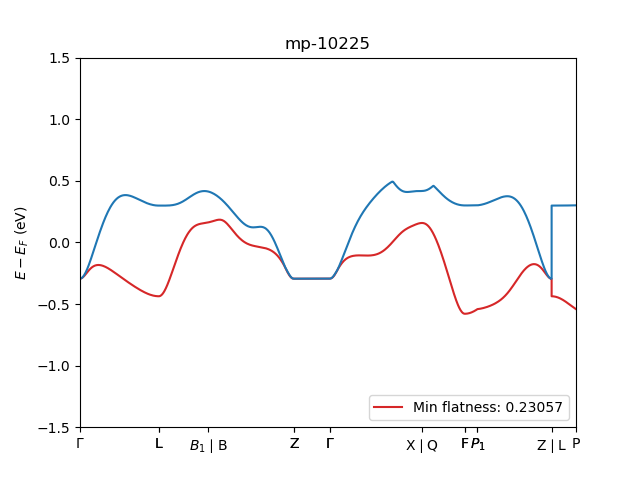 mp-10225
E − E_F (eV)
1.5
1.0
0.5
0.0
−0.5
−1.0
−1.5
Min flatness: 0.23057
Γ L B₁ | B Z Γ X | Q F P₁ Z | L P